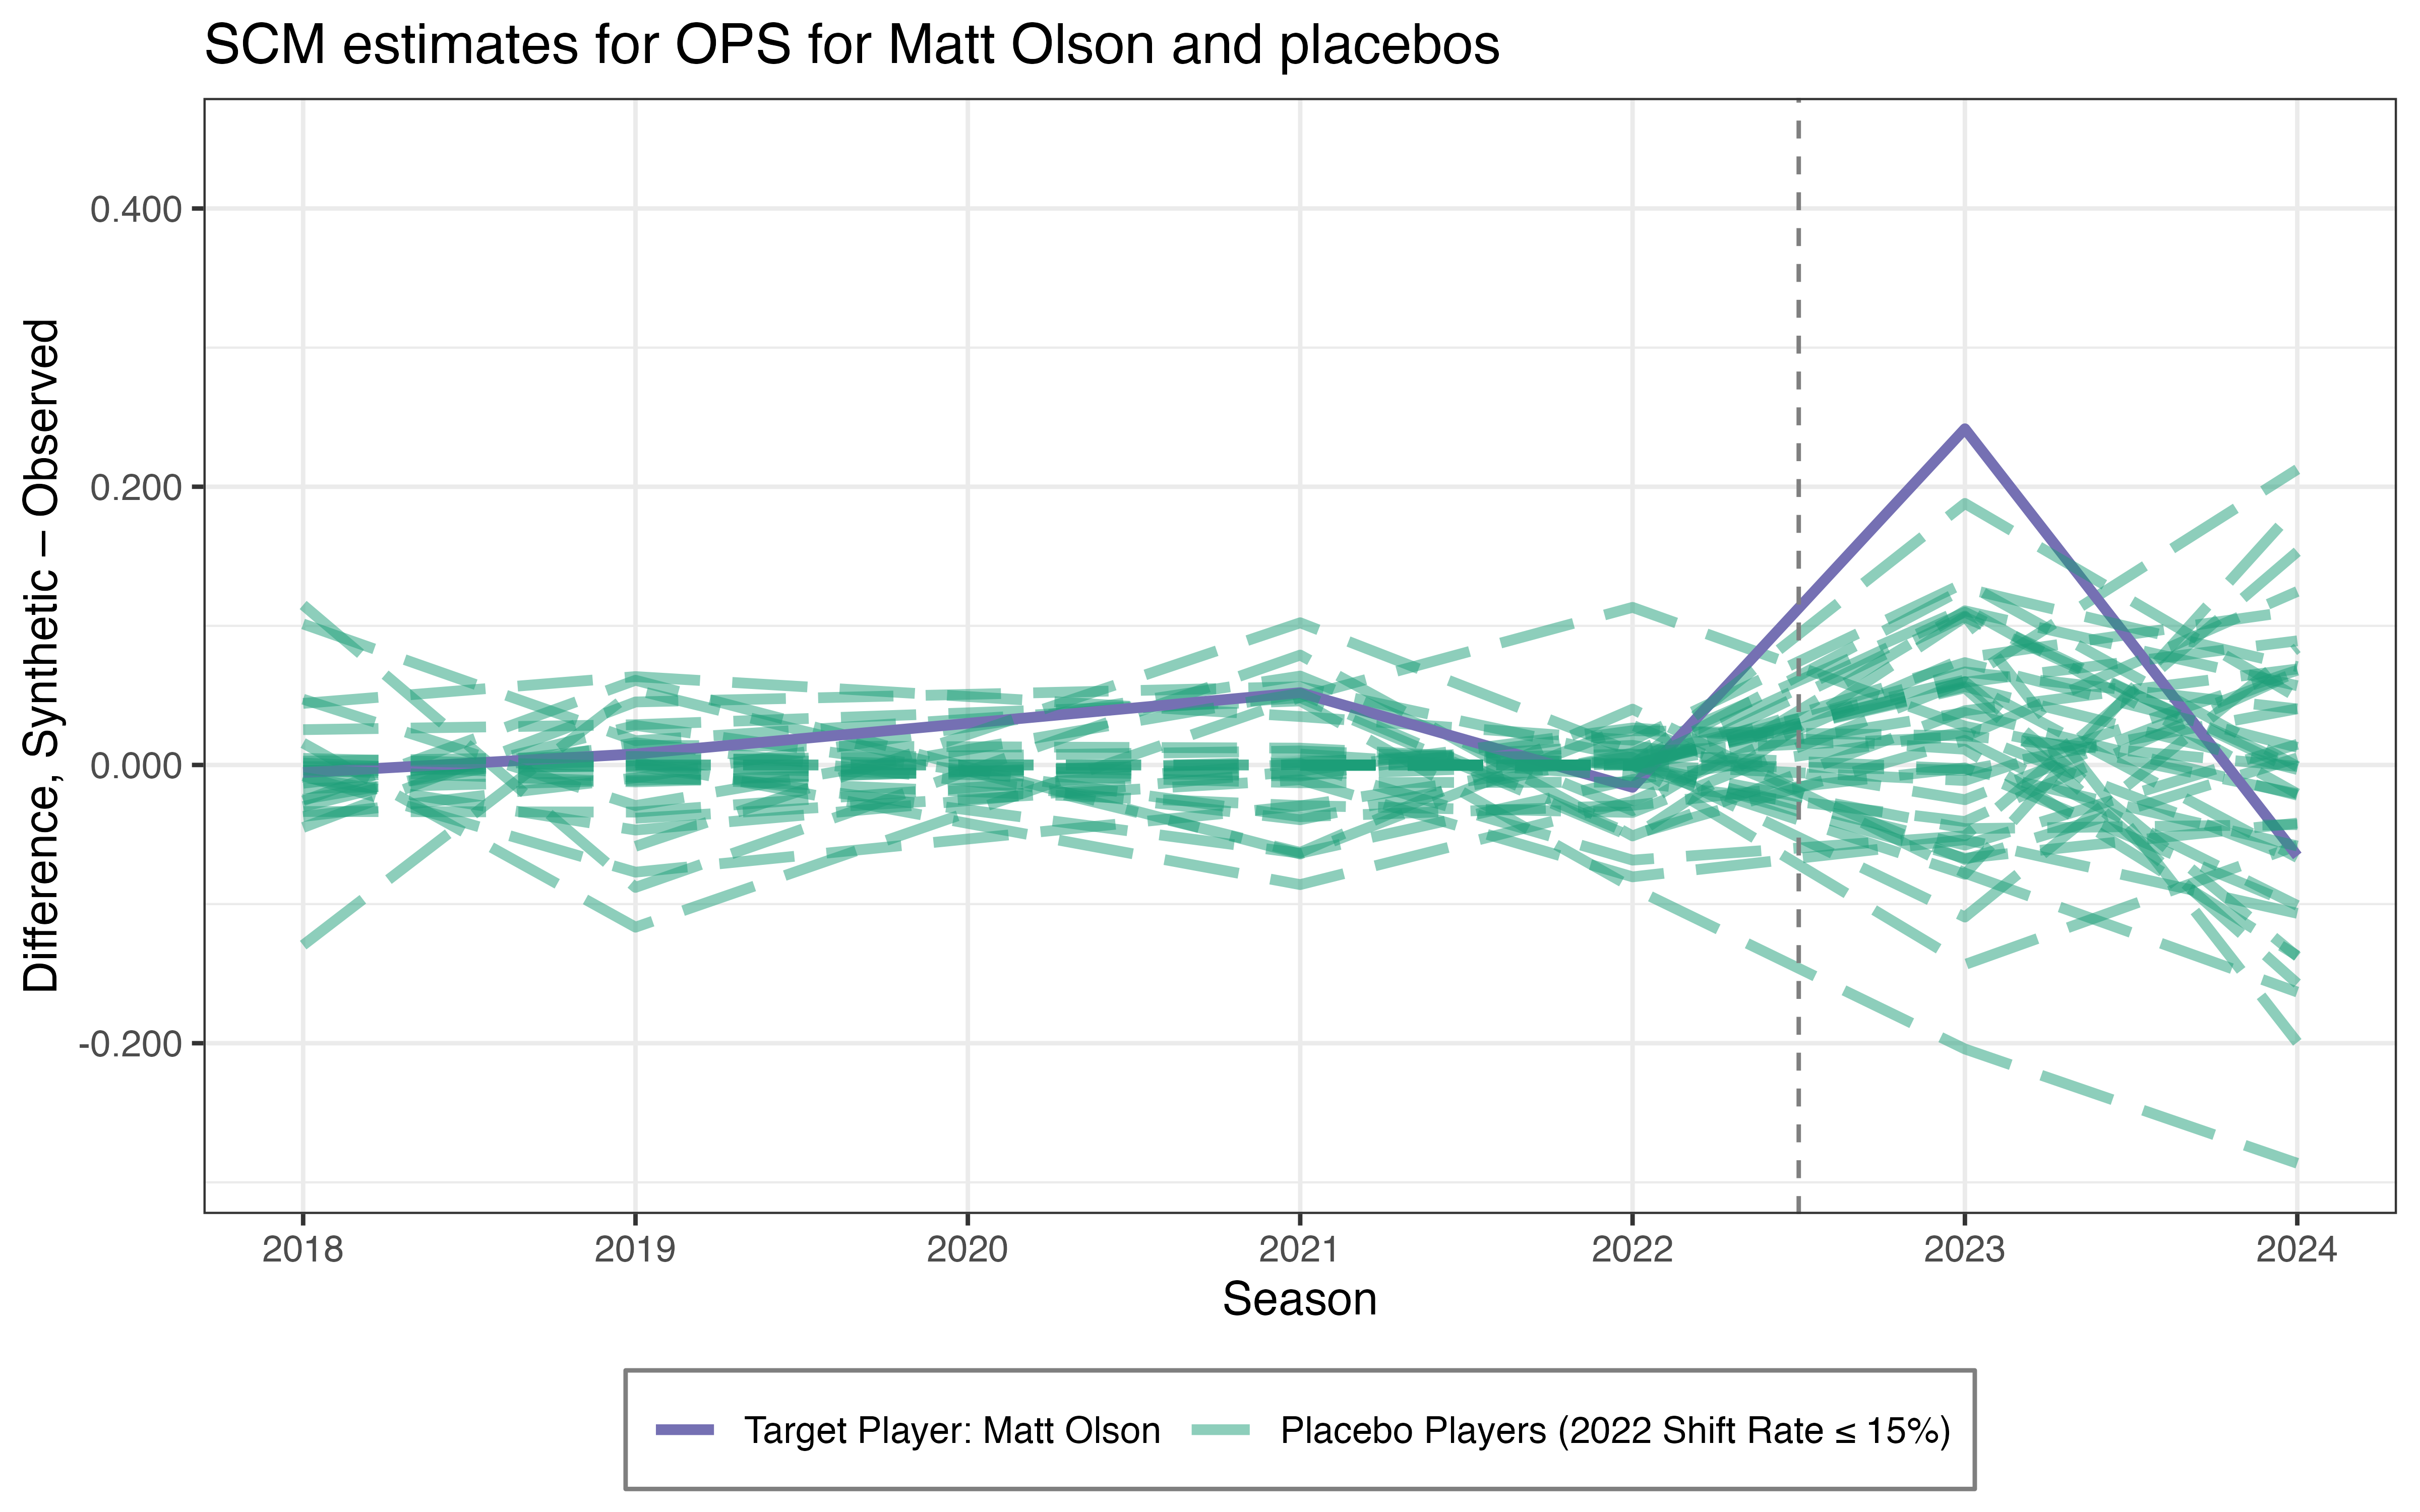 SCM estimates for OPS for Matt Olson and placebos
Difference, Synthetic − Observed
0.400
0.200
0.000
-0.200
2018 2019 2020 2021 2022 2023 2024
Season
Target Player: Matt Olson Placebo Players (2022 Shift Rate ≤ 15%)